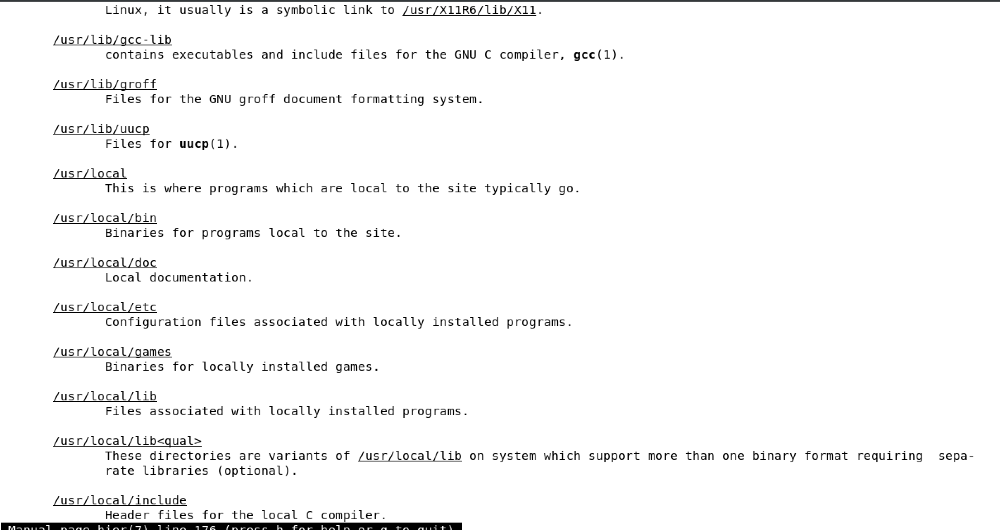 Linux, it usually is a symbolic link to /usr/X11R6/lib/X11.
/usr/lib/gcc-lib
contains executables and include files for the GNU C compiler, gcc(1).
/usr/lib/groff
Files for the GNU groff document formatting system.
/usr/lib/uucp
Files for uucp(1).
/usr/local
This is where programs which are local to the site typically go.
/usr/local/bin
Binaries for programs local to the site.
/usr/local/doc
Local documentation.
/usr/local/etc
Configuration files associated with locally installed programs.
/usr/local/games
Binaries for locally installed games.
/usr/local/lib
Files associated with locally installed programs.
/usr/local/lib<qual>
These directories are variants of /usr/local/lib on system which support more than one binary format requiring  sepa-
rate libraries (optional).
/usr/local/include
Header files for the local C compiler.
Manual page hier(7) line 176 (press h for help or q to quit)